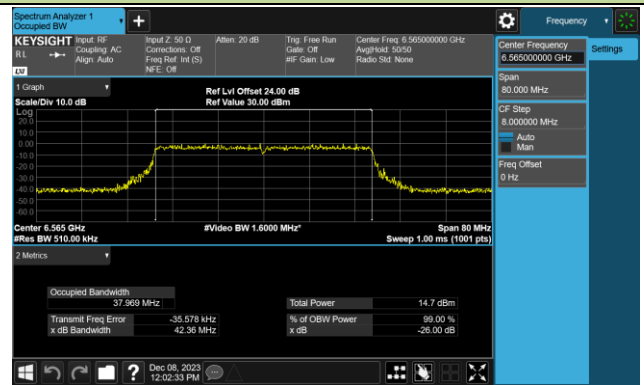 Spectrum Analyzer 1
Occupied BW
Frequency
KEYSIGHT
RL
LXI
Input: RF
Coupling: AC
Align: Auto
Input Z: 50 Ω
Corrections: Off
Freq Ref: Int (S)
NFE: Off
Atten: 20 dB
Trig: Free Run
Gate: Off
#IF Gain: Low
Center Freq: 6.565000000 GHz
Avg|Hold: 50/50
Radio Std: None
Center Frequency
6.565000000 GHz
Settings
Span
80.000 MHz
CF Step
8.000000 MHz
Auto
Man
Freq Offset
0 Hz
1 Graph
Scale/Div 10.0 dB
Ref Lvl Offset 24.00 dB
Ref Value 30.00 dBm
Log
20.0
10.0
0.00
-10.0
-20.0
-30.0
-40.0
-50.0
-60.0
Center 6.565 GHz
#Res BW 510.00 kHz
#Video BW 1.6000 MHz*
Span 80 MHz
Sweep 1.00 ms (1001 pts)
2 Metrics
Occupied Bandwidth
37.969 MHz
Transmit Freq Error -35.578 kHz
x dB Bandwidth 42.36 MHz
Total Power 14.7 dBm
% of OBW Power 99.00 %
x dB -26.00 dB
?
Dec 08, 2023
12:02:33 PM